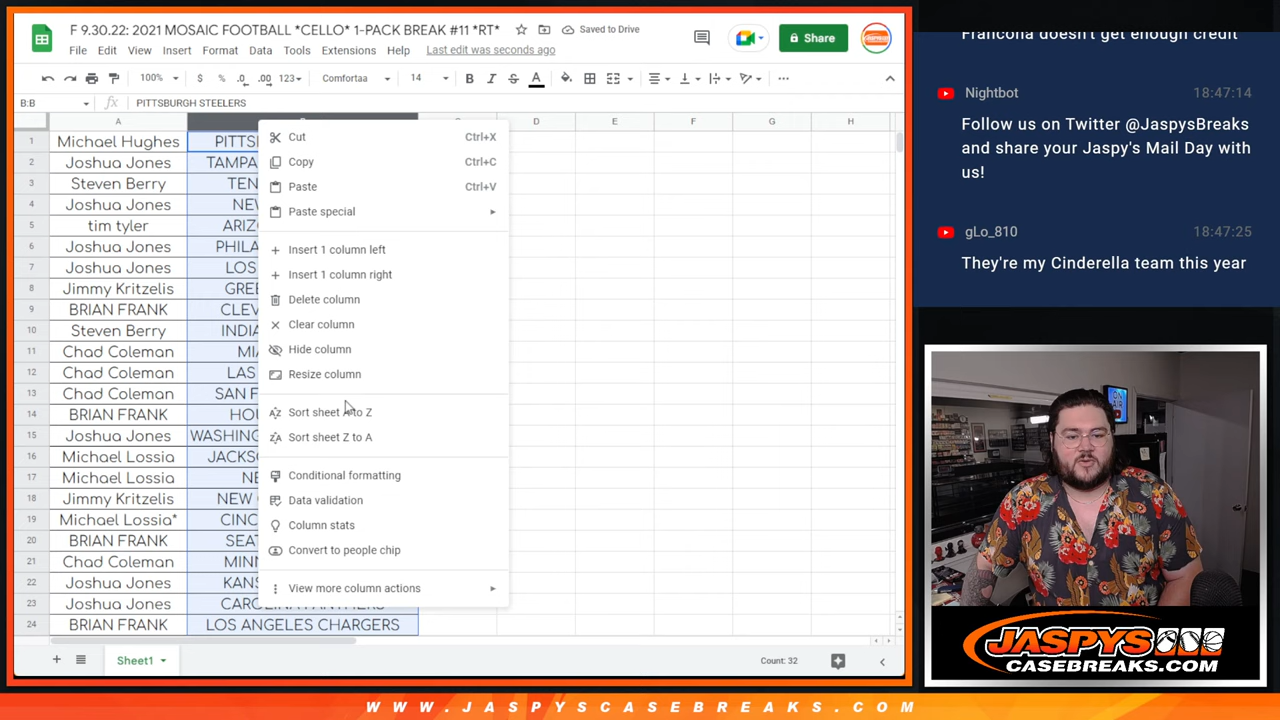 F 9.30.22: 2021 MOSAIC FOOTBALL *CELLO* 1-PACK BREAK #11 *RT*
Saved to Drive
Share
File Edit View Insert Format Data Tools Extensions Help Last edit was seconds ago
100% $ % .0 .00 123 Comfortaa 14 B I S A
B:B fx PITTSBURGH STEELERS
A D E F G H
1 Michael Hughes PITTS
2 Joshua Jones TAMPA
3 Steven Berry TEN
4 Joshua Jones NEW
5 tim tyler ARIZ
6 Joshua Jones PHILA
7 Joshua Jones LOS
8 Jimmy Kritzelis GREE
9 BRIAN FRANK CLEV
10 Steven Berry INDIA
11 Chad Coleman MIA
12 Chad Coleman LAS
13 Chad Coleman SAN F
14 BRIAN FRANK HOU
15 Joshua Jones WASHING
16 Michael Lossia JACKS
17 Michael Lossia NE
18 Jimmy Kritzelis NEW
19 Michael Lossia* CINC
20 BRIAN FRANK SEAT
21 Chad Coleman MINN
22 Joshua Jones KANS
23 Joshua Jones CAROLINA PANTHERS
24 BRIAN FRANK LOS ANGELES CHARGERS
Cut Ctrl+X
Copy Ctrl+C
Paste Ctrl+V
Paste special
Insert 1 column left
Insert 1 column right
Delete column
Clear column
Hide column
Resize column
Sort sheet A to Z
Sort sheet Z to A
Conditional formatting
Data validation
Column stats
Convert to people chip
View more column actions
Sheet1
Count: 32
Francona doesn't get enough credit
Nightbot 18:47:14
Follow us on Twitter @JaspysBreaks
and share your Jaspy's Mail Day with
us!
gLo_810 18:47:25
They're my Cinderella team this year
ON AIR
JASPYS
CASEBREAKS.COM
WWW.JASPYSCASEBREAKS.COM